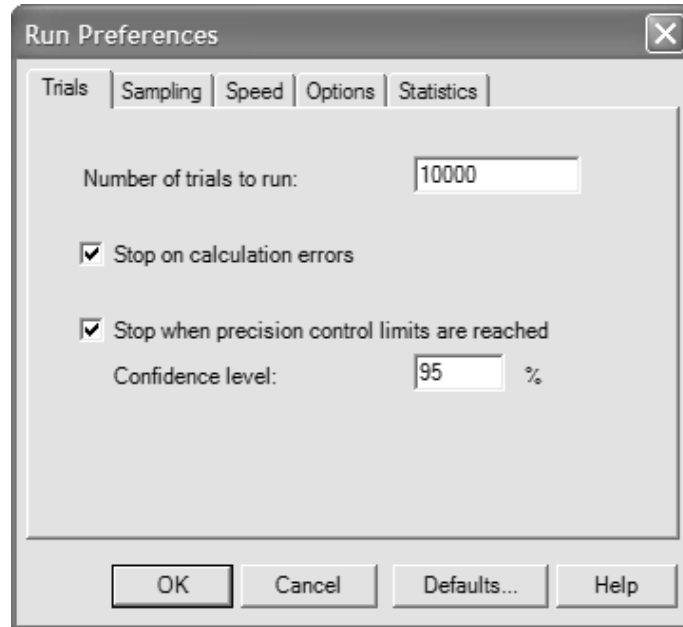 Run Preferences
Trials Sampling Speed Options Statistics
Number of trials to run: 10000
Stop on calculation errors
Stop when precision control limits are reached
Confidence level: 95 %
OK Cancel Defaults... Help